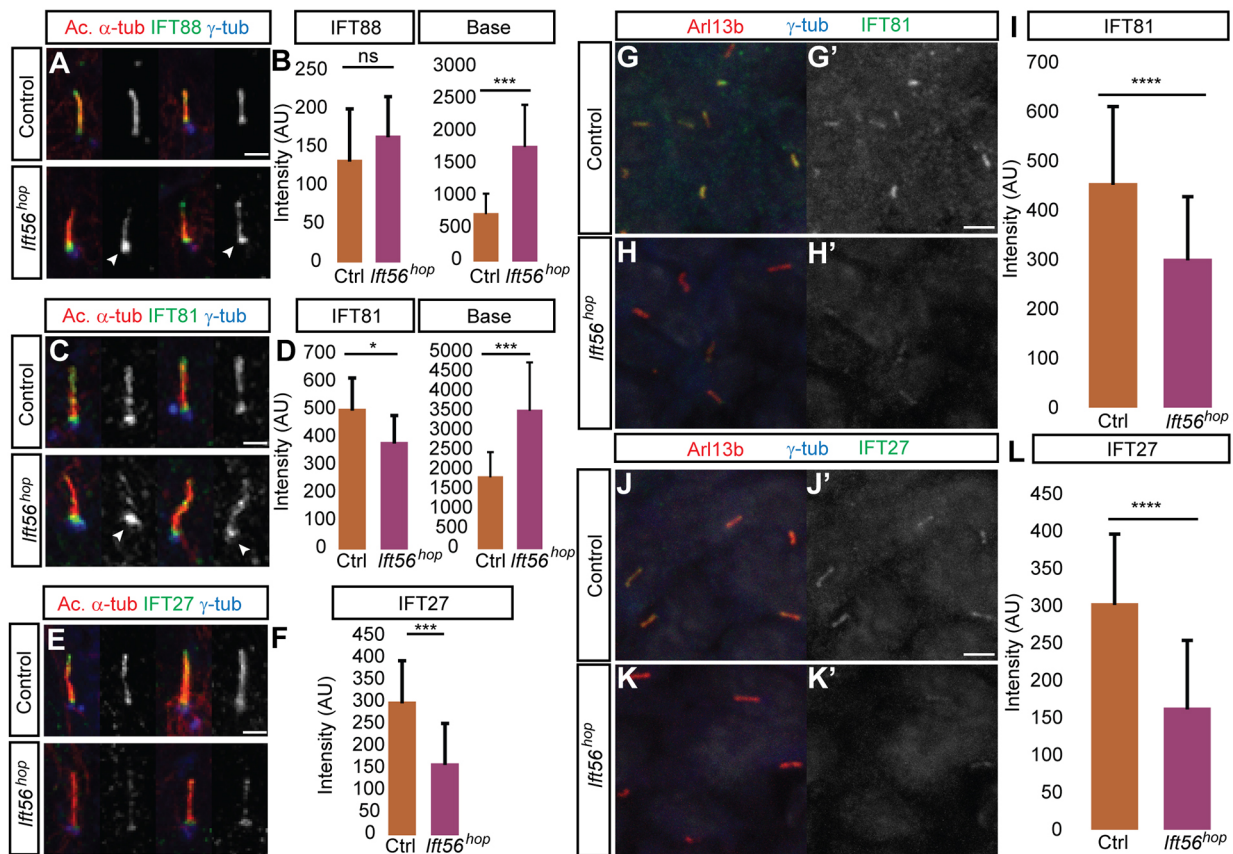 Ac. α-tub IFT88 γ-tub
A
Control
Ift56hop
B
IFT88
Base
Intensity (AU)
250
200
150
100
50
0
ns
Ctrl Ift56hop
3000
2500
2000
1500
1000
500
0
***
Ctrl Ift56hop
Ac. α-tub IFT81 γ-tub
C
Control
Ift56hop
D
IFT81
Base
Intensity (AU)
700
600
500
400
300
200
100
0
*
Ctrl Ift56hop
5000
4500
4000
3500
3000
2500
2000
1500
1000
500
0
***
Ctrl Ift56hop
Ac. α-tub IFT27 γ-tub
E
Control
Ift56hop
F
IFT27
Intensity (AU)
450
400
350
300
250
200
150
100
50
0
***
Ctrl Ift56hop
Arl13b γ-tub IFT81
G
G’
Control
H
H’
Ift56hop
I
IFT81
Intensity (AU)
700
600
500
400
300
200
100
0
****
Ctrl Ift56hop
Arl13b γ-tub IFT27
J
J’
Control
K
K’
Ift56hop
L
IFT27
Intensity (AU)
450
400
350
300
250
200
150
100
50
0
****
Ctrl Ift56hop